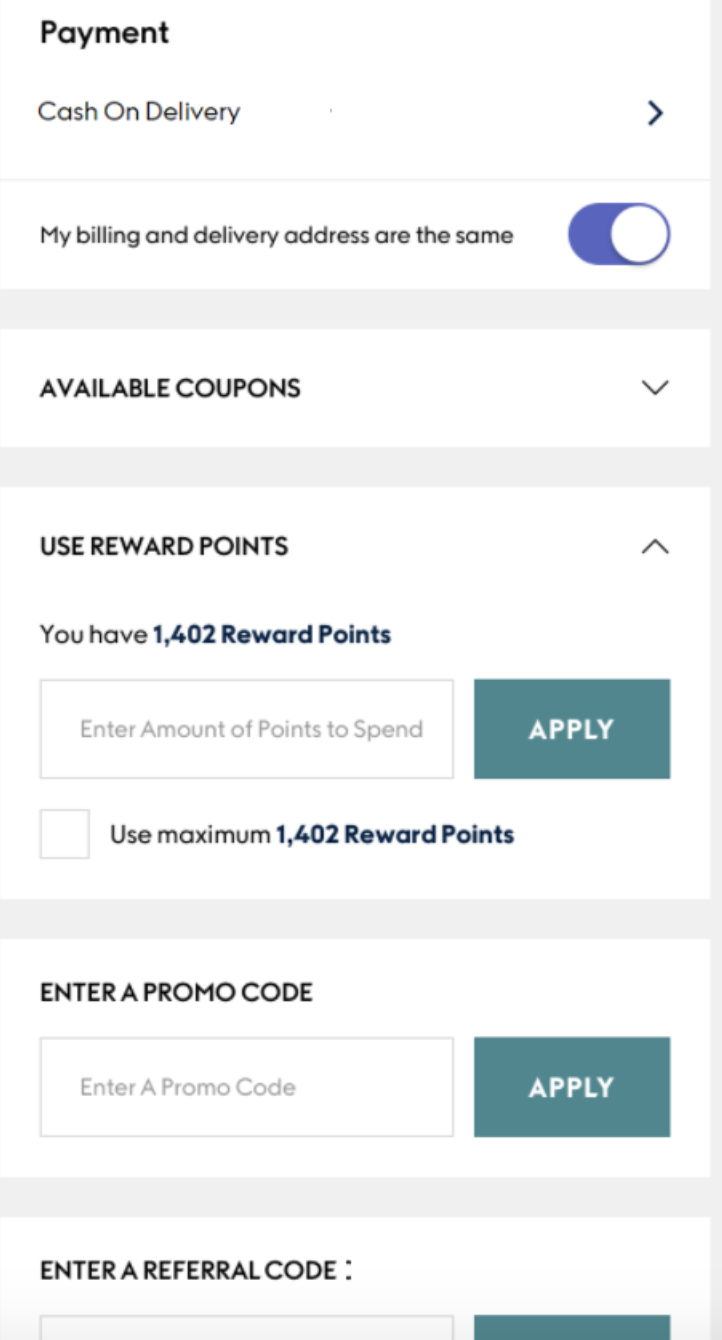 Payment
Cash On Delivery
My billing and delivery address are the same
AVAILABLE COUPONS
USE REWARD POINTS
You have 1,402 Reward Points
Enter Amount of Points to Spend
APPLY
Use maximum 1,402 Reward Points
ENTER A PROMO CODE
Enter A Promo Code
APPLY
ENTER A REFERRAL CODE :